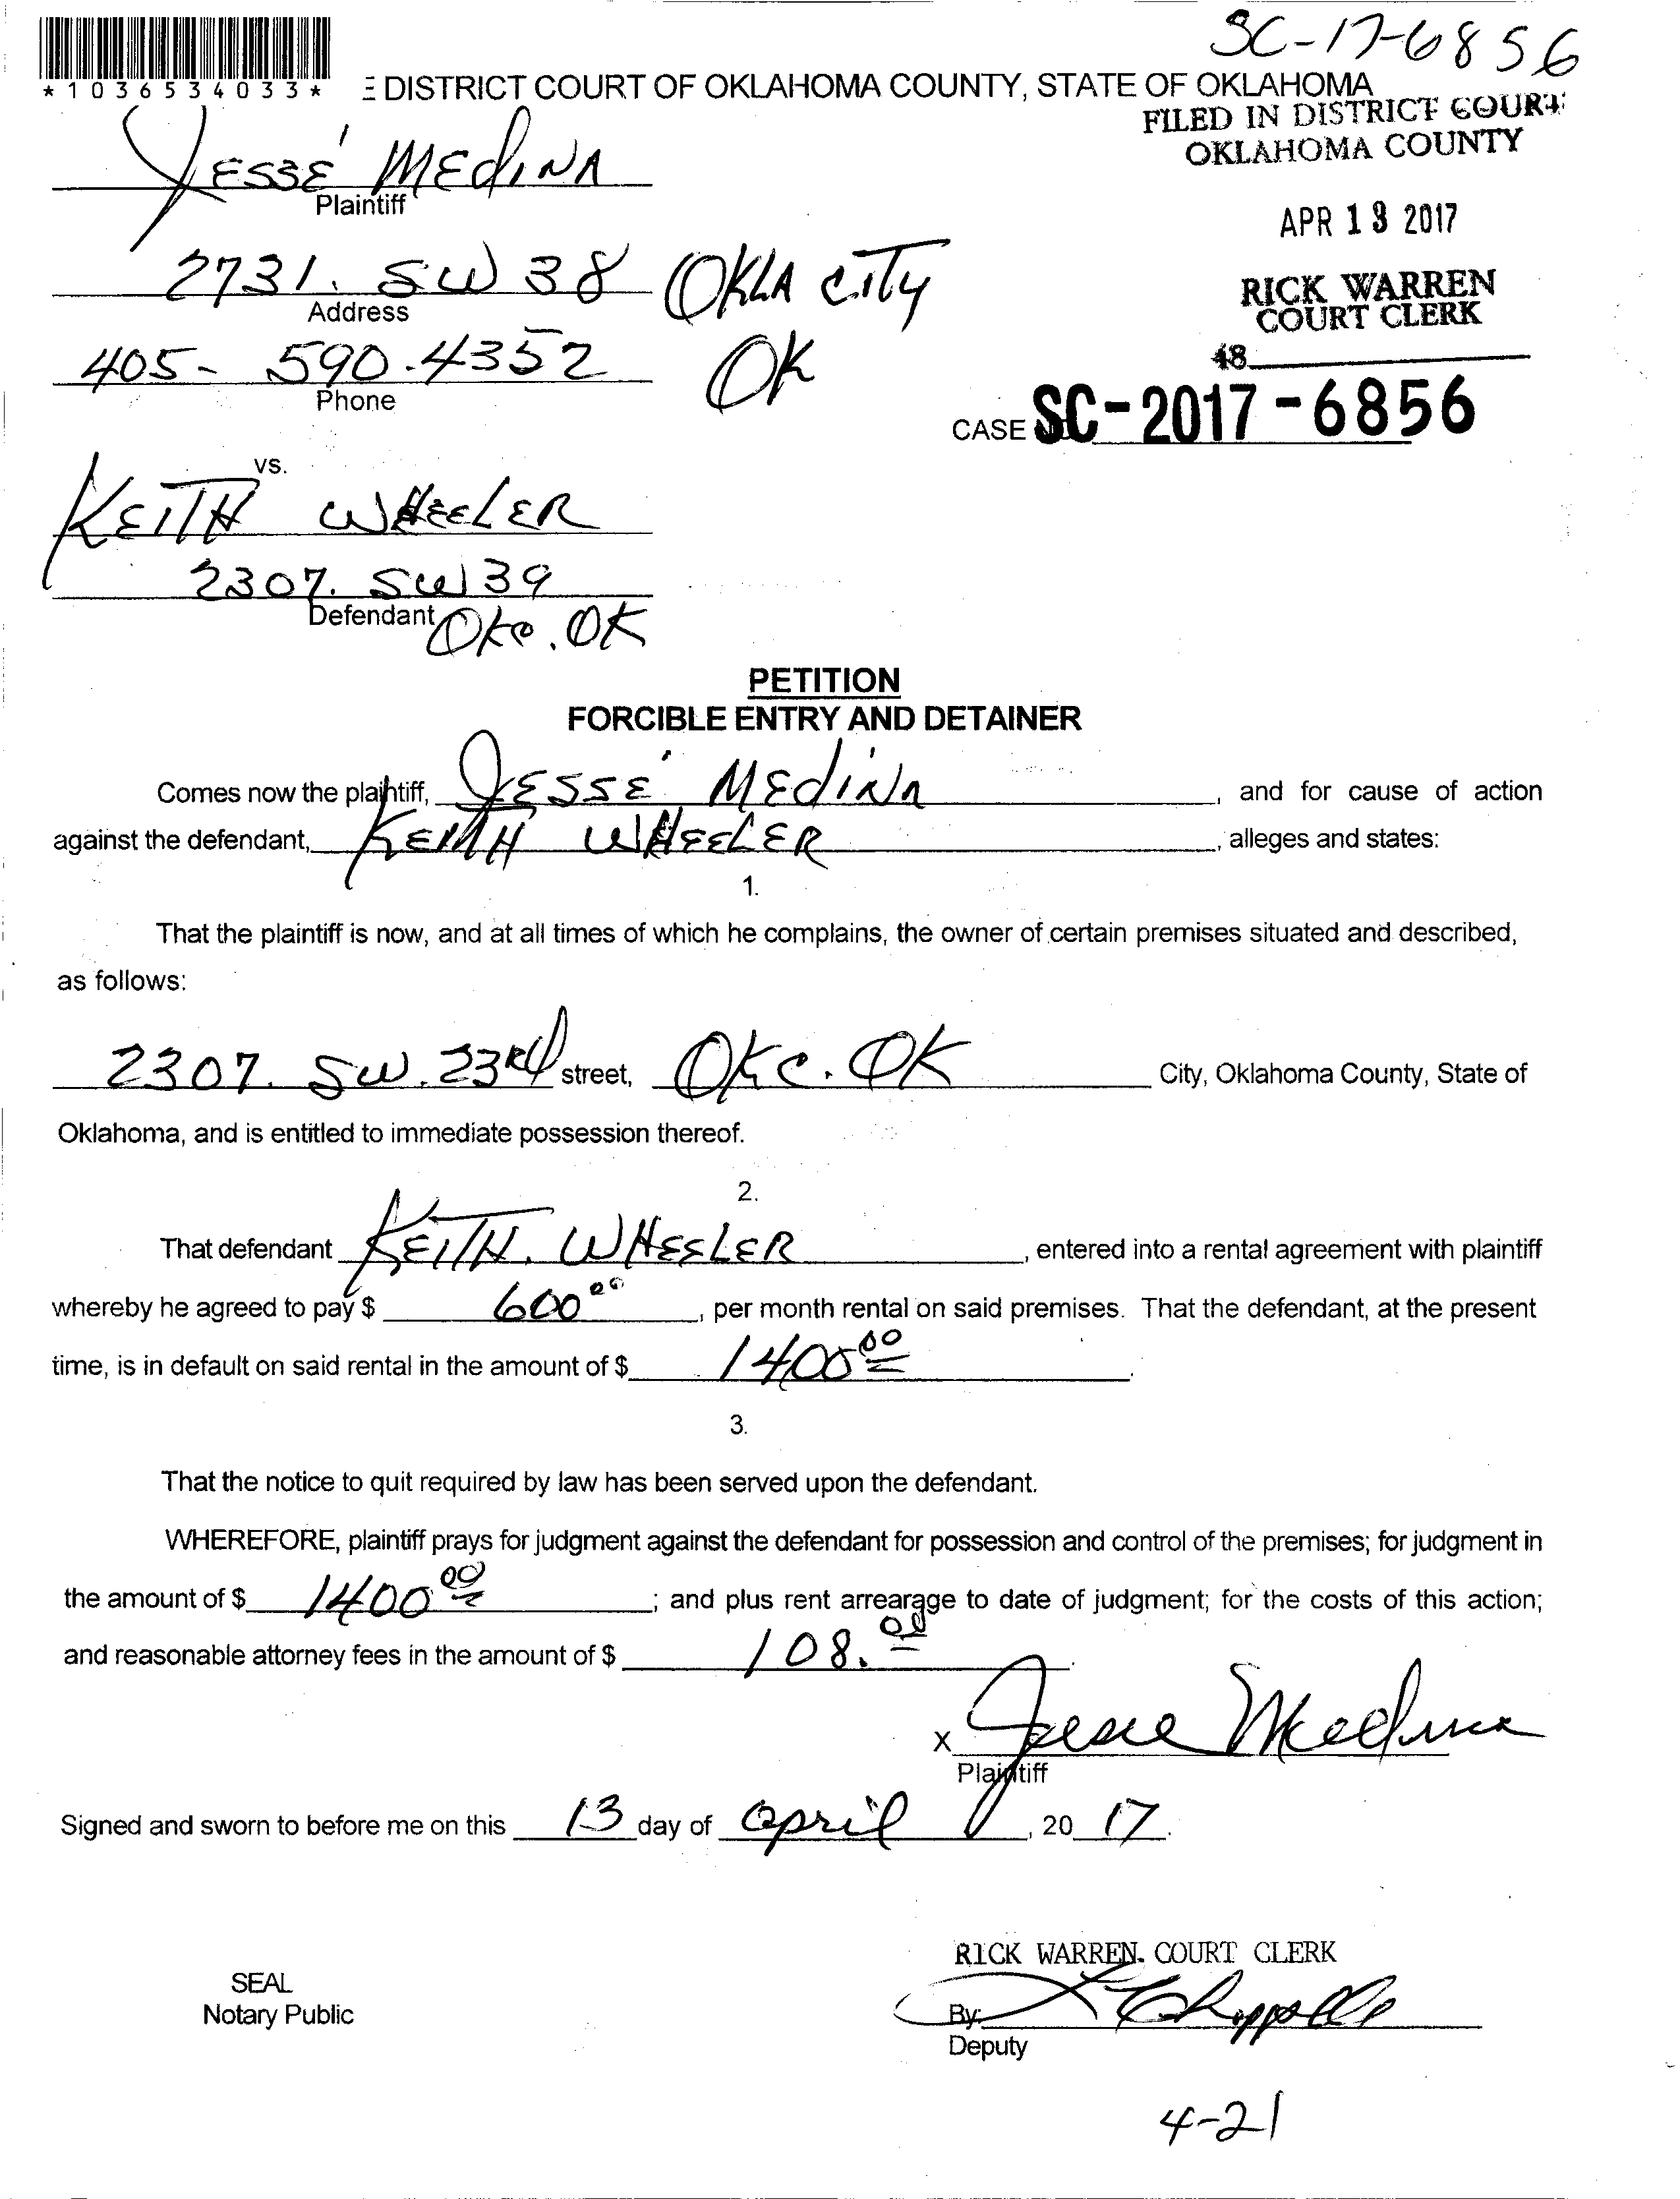 SC-17-6856
*1036534033*
E DISTRICT COURT OF OKLAHOMA COUNTY, STATE OF OKLAHOMA
FILED IN DISTRICT COURT
OKLAHOMA COUNTY
JESSE MEDINA
Plaintiff
APR 13 2017
2731. SW 38 OKLA CITY
Address
RICK WARREN
COURT CLERK
405- 590-4352 OK
Phone
48
CASE NO. SC-2017-6856
vs.
KEITH WHEELER
2307. SW 39
Defendant OKC. OK
PETITION
FORCIBLE ENTRY AND DETAINER
Comes now the plaintiff, JESSE MEDINA, and for cause of action
against the defendant, KEITH WHEELER, alleges and states:
1.
That the plaintiff is now, and at all times of which he complains, the owner of certain premises situated and described,
as follows:
2307. SW. 23RD street, OKC. OK City, Oklahoma County, State of
Oklahoma, and is entitled to immediate possession thereof.
2.
That defendant KEITH. WHEELER, entered into a rental agreement with plaintiff
whereby he agreed to pay $ 600 00, per month rental on said premises. That the defendant, at the present
time, is in default on said rental in the amount of $ 1400 00.
3.
That the notice to quit required by law has been served upon the defendant.
WHEREFORE, plaintiff prays for judgment against the defendant for possession and control of the premises; for judgment in
the amount of $ 1400 00; and plus rent arrearage to date of judgment; for the costs of this action;
and reasonable attorney fees in the amount of $ 108. 00.
X Jesse Medina
Plaintiff
Signed and sworn to before me on this 13 day of april, 20 17.
RICK WARREN. COURT CLERK
SEAL
Notary Public
By:
Deputy
4-21